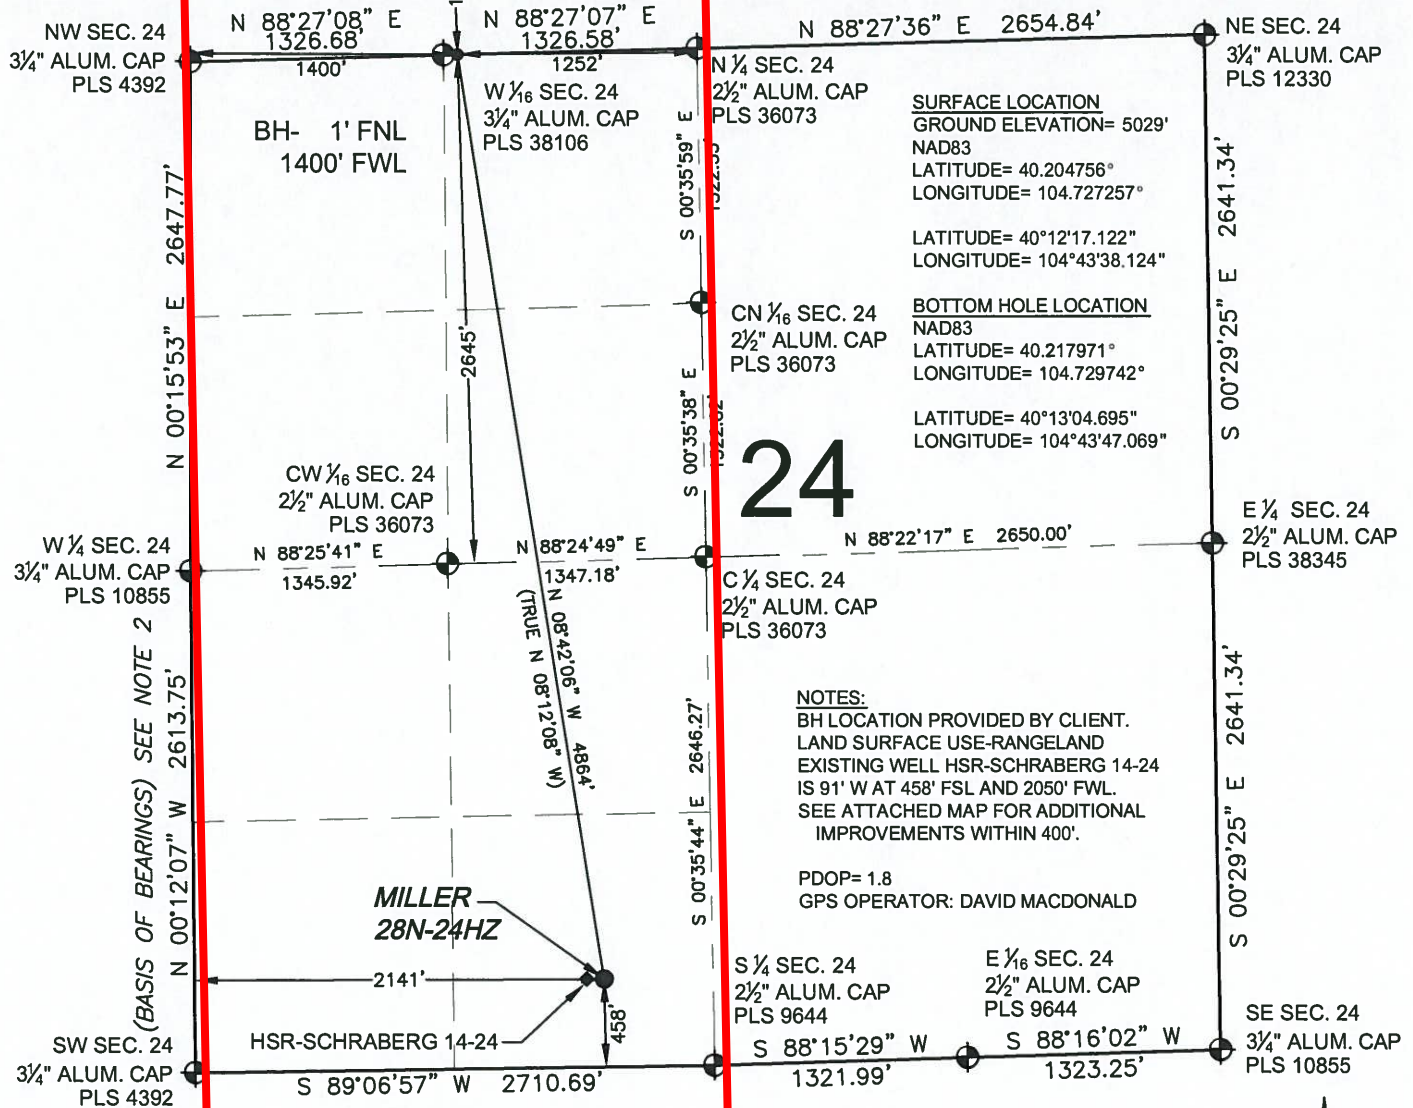 N 88°27'08" E
1326.68'
1400'
N 88°27'07" E
1326.58'
1252'
N 88°27'36" E 2654.84'
NW SEC. 24
3¼" ALUM. CAP
PLS 4392
NE SEC. 24
3¼" ALUM. CAP
PLS 12330
W 1/16 SEC. 24
3¼" ALUM. CAP
PLS 38106
N ¼ SEC. 24
2½" ALUM. CAP
PLS 36073
BH- 1' FNL
1400' FWL
SURFACE LOCATION
GROUND ELEVATION= 5029'
NAD83
LATITUDE= 40.204756°
LONGITUDE= 104.727257°
LATITUDE= 40°12'17.122"
LONGITUDE= 104°43'38.124"
BOTTOM HOLE LOCATION
NAD83
LATITUDE= 40.217971°
LONGITUDE= 104.729742°
LATITUDE= 40°13'04.695"
LONGITUDE= 104°43'47.069"
N 00°15'53" E 2647.77'
2645'
S 00°35'59" E
S 00°35'38" E
S 00°29'25" E 2641.34'
CN 1/16 SEC. 24
2½" ALUM. CAP
PLS 36073
24
CW 1/16 SEC. 24
2½" ALUM. CAP
PLS 36073
W ¼ SEC. 24
3¼" ALUM. CAP
PLS 10855
N 88°25'41" E
1345.92'
N 88°24'49" E
1347.18'
N 88°22'17" E 2650.00'
E ¼ SEC. 24
2½" ALUM. CAP
PLS 38345
C ¼ SEC. 24
2½" ALUM. CAP
PLS 36073
N 08°42'06" W 4864'
(TRUE N 08°12'08" W)
(BASIS OF BEARINGS) SEE NOTE 2
N 00°12'07" W 2613.75'
S 00°35'44" E 2646.27'
S 00°29'25" E 2641.34'
NOTES:
BH LOCATION PROVIDED BY CLIENT.
LAND SURFACE USE-RANGELAND
EXISTING WELL HSR-SCHRABERG 14-24
IS 91' W AT 458' FSL AND 2050' FWL.
SEE ATTACHED MAP FOR ADDITIONAL
IMPROVEMENTS WITHIN 400'.
PDOP= 1.8
GPS OPERATOR: DAVID MACDONALD
MILLER
28N-24HZ
2141'
458'
HSR-SCHRABERG 14-24
S ¼ SEC. 24
2½" ALUM. CAP
PLS 9644
E 1/16 SEC. 24
2½" ALUM. CAP
PLS 9644
SE SEC. 24
3¼" ALUM. CAP
PLS 10855
SW SEC. 24
3¼" ALUM. CAP
PLS 4392
S 89°06'57" W 2710.69'
S 88°15'29" W
1321.99'
S 88°16'02" W
1323.25'